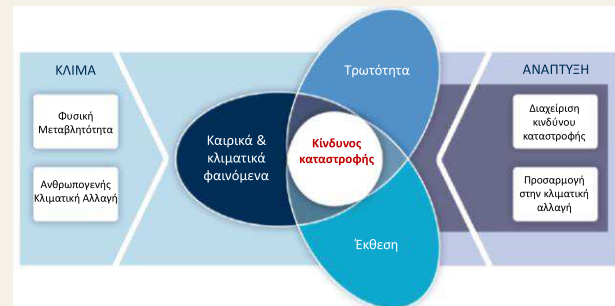 ΚΛΙΜΑ
Φυσική
Μεταβλητότητα
Ανθρωπογενής
Κλιματική Αλλαγή
Καιρικά &
κλιματικά
φαινόμενα
Τρωτότητα
Κίνδυνος
καταστροφής
Έκθεση
ΑΝΑΠΤΥΞΗ
Διαχείριση
κινδύνου
καταστροφής
Προσαρμογή
στην κλιματική
αλλαγή